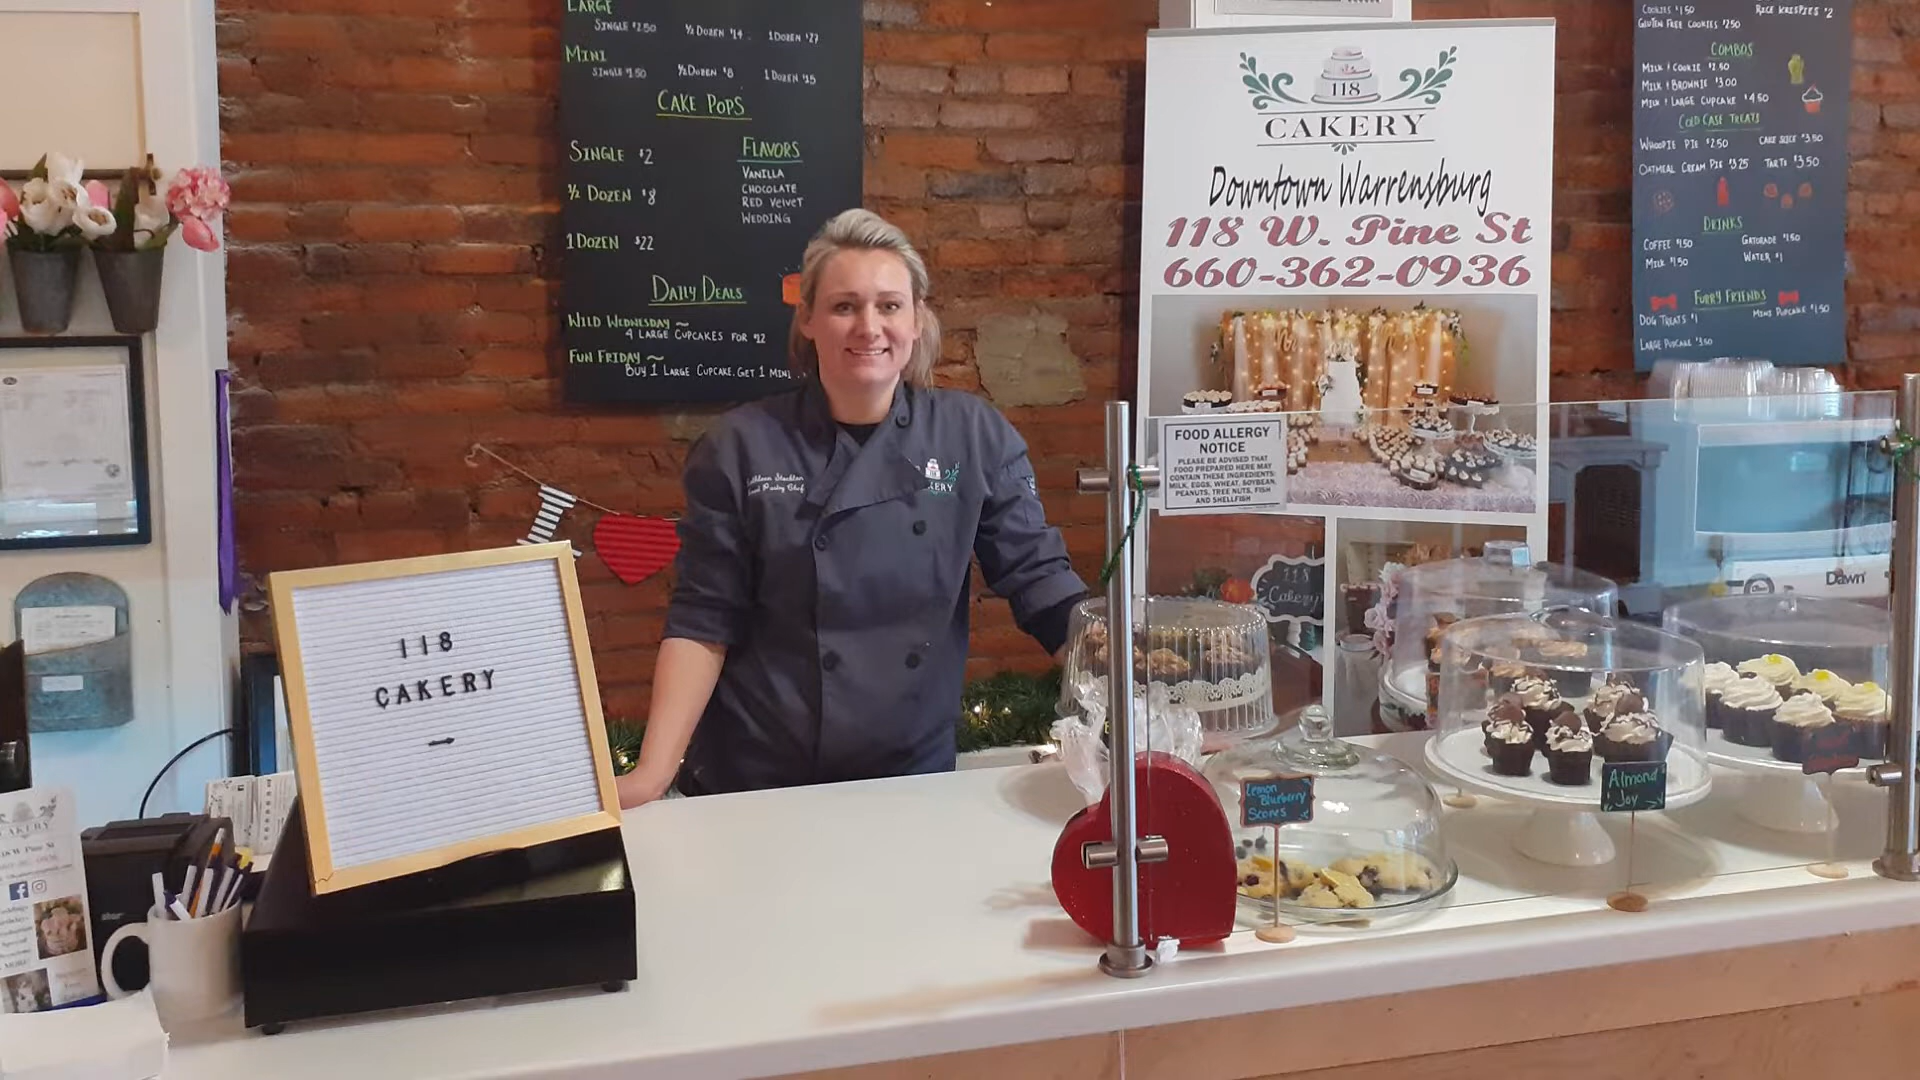 LARGE
SINGLE $2.50 ½ DOZEN $14 1 DOZEN $27
MINI
SINGLE $1.50 ½ DOZEN $8 1 DOZEN $15
CAKE POPS
SINGLE $2
½ DOZEN $8
1 DOZEN $22
FLAVORS
VANILLA
CHOCOLATE
RED VELVET
WEDDING
DAILY DEALS
WILD WEDNESDAY ~
4 LARGE CUPCAKES FOR $12
FUN FRIDAY ~
BUY 1 LARGE CUPCAKE, GET 1 MINI
118
CAKERY
Downtown Warrensburg
118 W. Pine St
660-362-0936
FOOD ALLERGY
NOTICE
PLEASE BE ADVISED THAT
FOOD PREPARED HERE MAY
CONTAIN THESE INGREDIENTS:
MILK, EGGS, WHEAT, SOYBEAN,
PEANUTS, TREE NUTS, FISH
AND SHELLFISH
COOKIES $1.50 RICE KRISPIES $2
GLUTEN FREE COOKIES $2.50
COMBOS
MILK & COOKIE $2.50
MILK & BROWNIE $3.00
MILK & LARGE CUPCAKE $4.50
COLD CASE TREATS
WHOOPIE PIE $2.50 CAKE SLICE $3.50
OATMEAL CREAM PIE $3.25 TARTS $3.50
DRINKS
COFFEE $1.50 GATORADE $1.50
MILK $1.50 WATER $1
FURRY FRIENDS
DOG TREATS $1 MINI PUPCAKE $1.50
LARGE PUPCAKE $3.50
Pastry Chef
118
CAKERY
118
Cakery
Dawn
Lemon
Blueberry
Scones
Almond
Joy